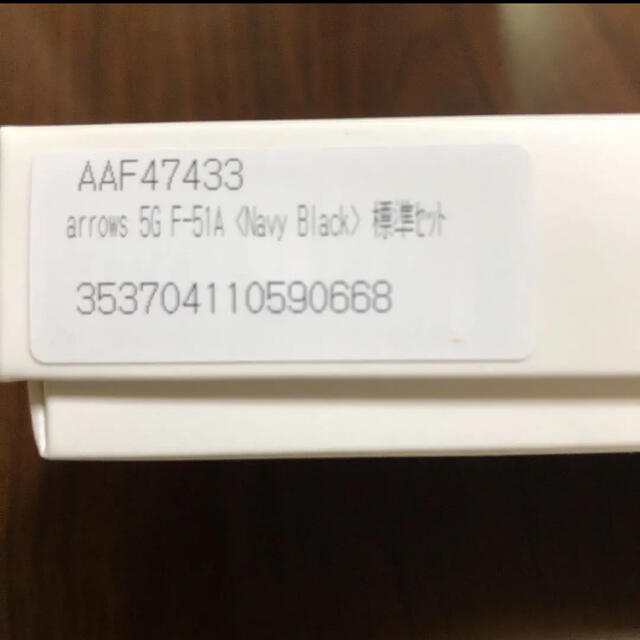 AAF47433
arrows 5G F-51A 〈Navy Black〉 標準ｾｯﾄ
353704110590668